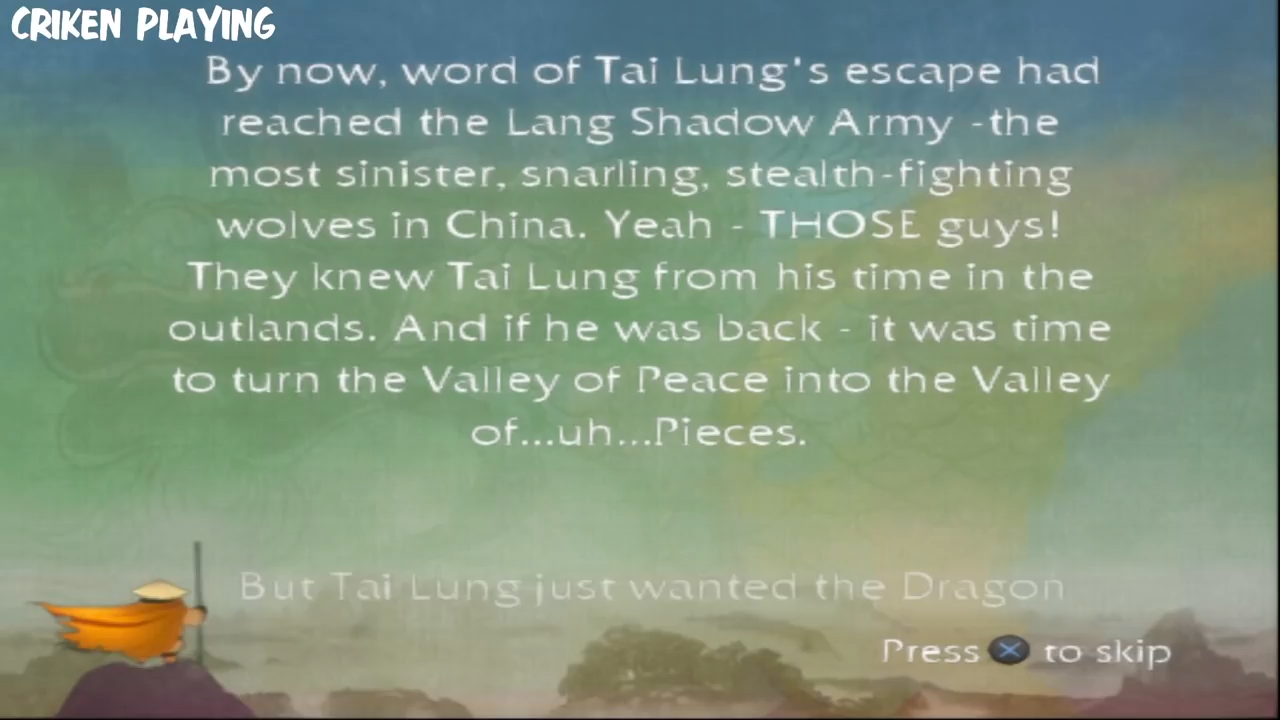 CRIKEN PLAYING
By now, word of Tai Lung's escape had
reached the Lang Shadow Army -the
most sinister, snarling, stealth-fighting
wolves in China. Yeah - THOSE guys!
They knew Tai Lung from his time in the
outlands. And if he was back - it was time
to turn the Valley of Peace into the Valley
of...uh...Pieces.
But Tai Lung just wanted the Dragon
Press to skip